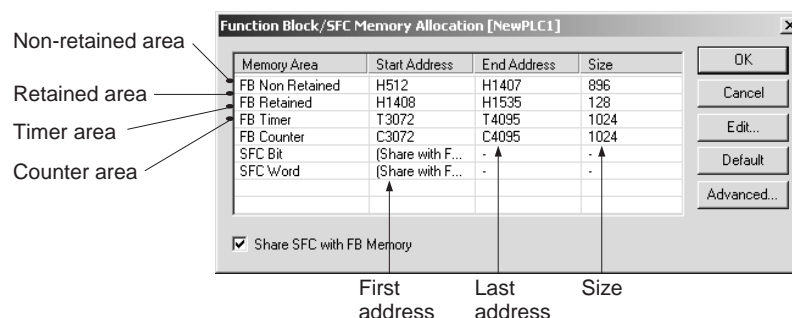 Function Block/SFC Memory Allocation [NewPLC1]
Non-retained area
Retained area
Timer area
Counter area
Memory Area Start Address End Address Size
FB Non Retained H512 H1407 896
FB Retained H1408 H1535 128
FB Timer T3072 T4095 1024
FB Counter C3072 C4095 1024
SFC Bit (Share with F... - -
SFC Word (Share with F... - -
OK
Cancel
Edit...
Default
Advanced...
Share SFC with FB Memory
First address
Last address
Size